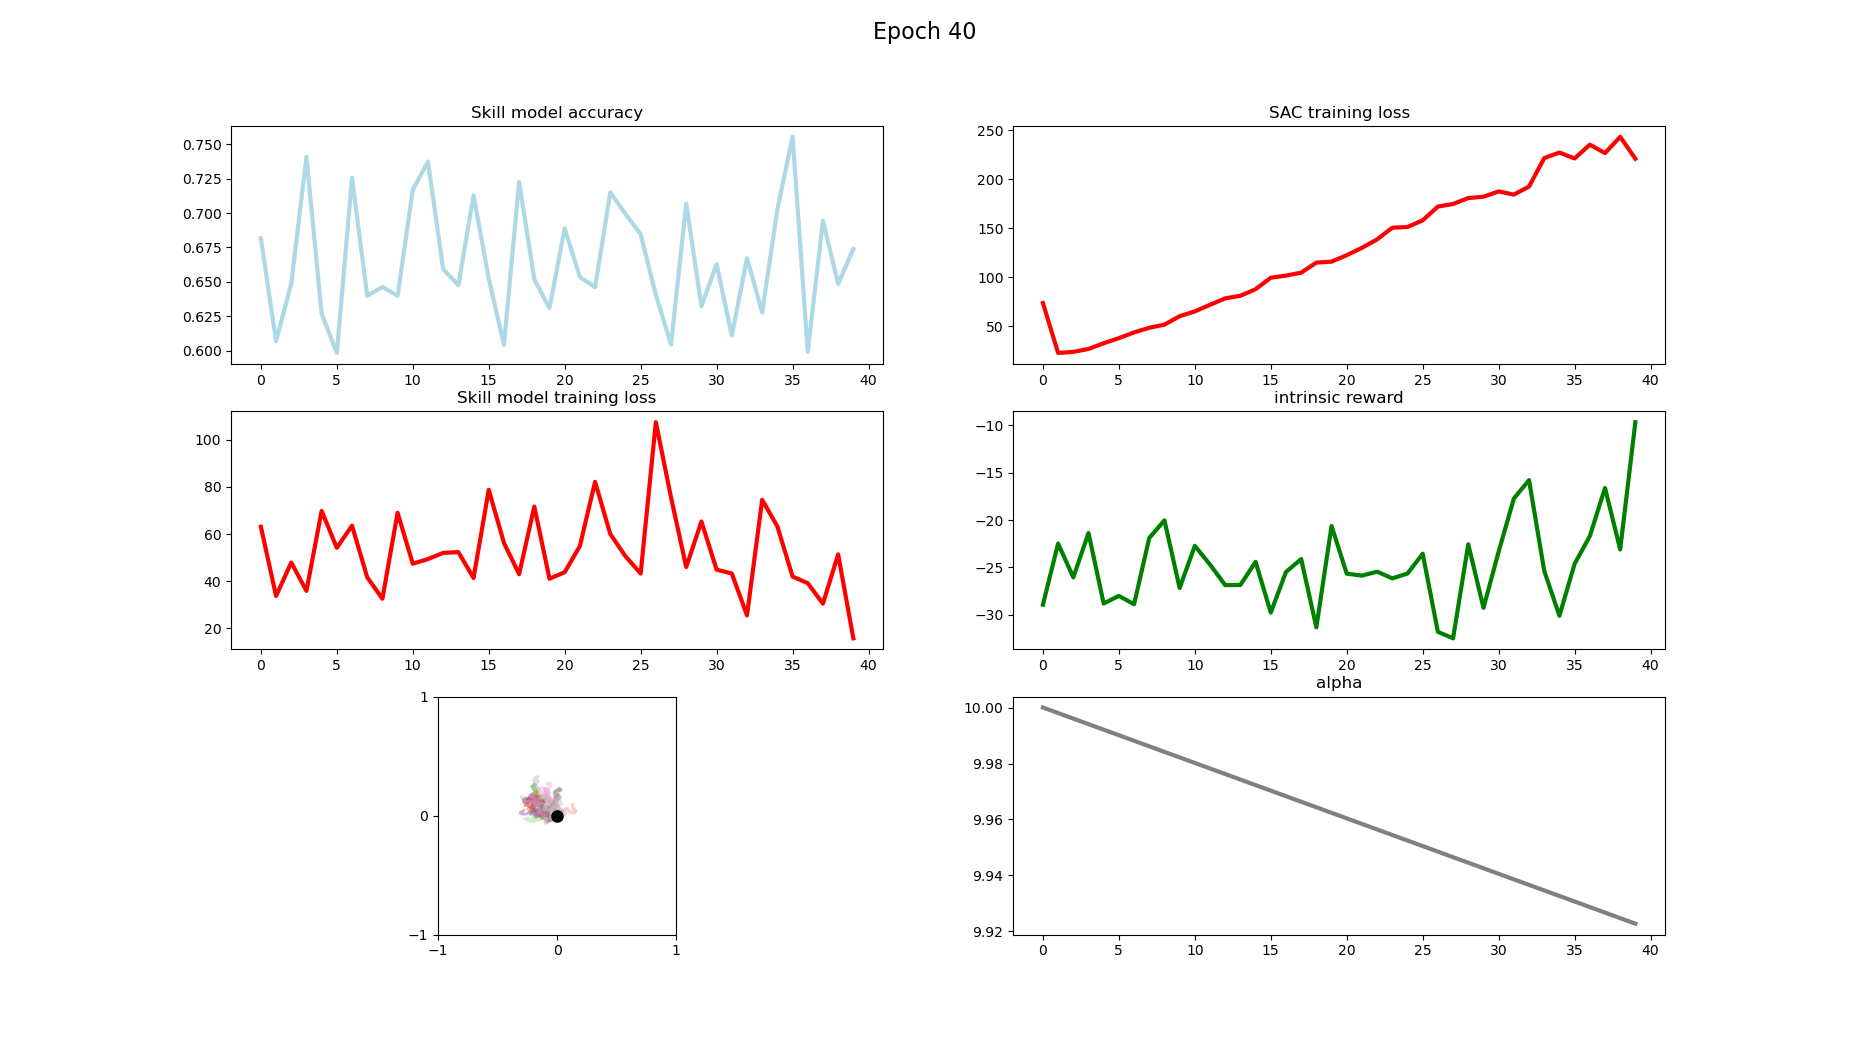 Epoch 40
Skill model accuracy
0.750
0.725
0.700
0.675
0.650
0.625
0.600
0 5 10 15 20 25 30 35 40
SAC training loss
250
200
150
100
50
0 5 10 15 20 25 30 35 40
Skill model training loss
100
80
60
40
20
0 5 10 15 20 25 30 35 40
intrinsic reward
−10
−15
−20
−25
−30
0 5 10 15 20 25 30 35 40
1
0
−1
−1 0 1
alpha
10.00
9.98
9.96
9.94
9.92
0 5 10 15 20 25 30 35 40